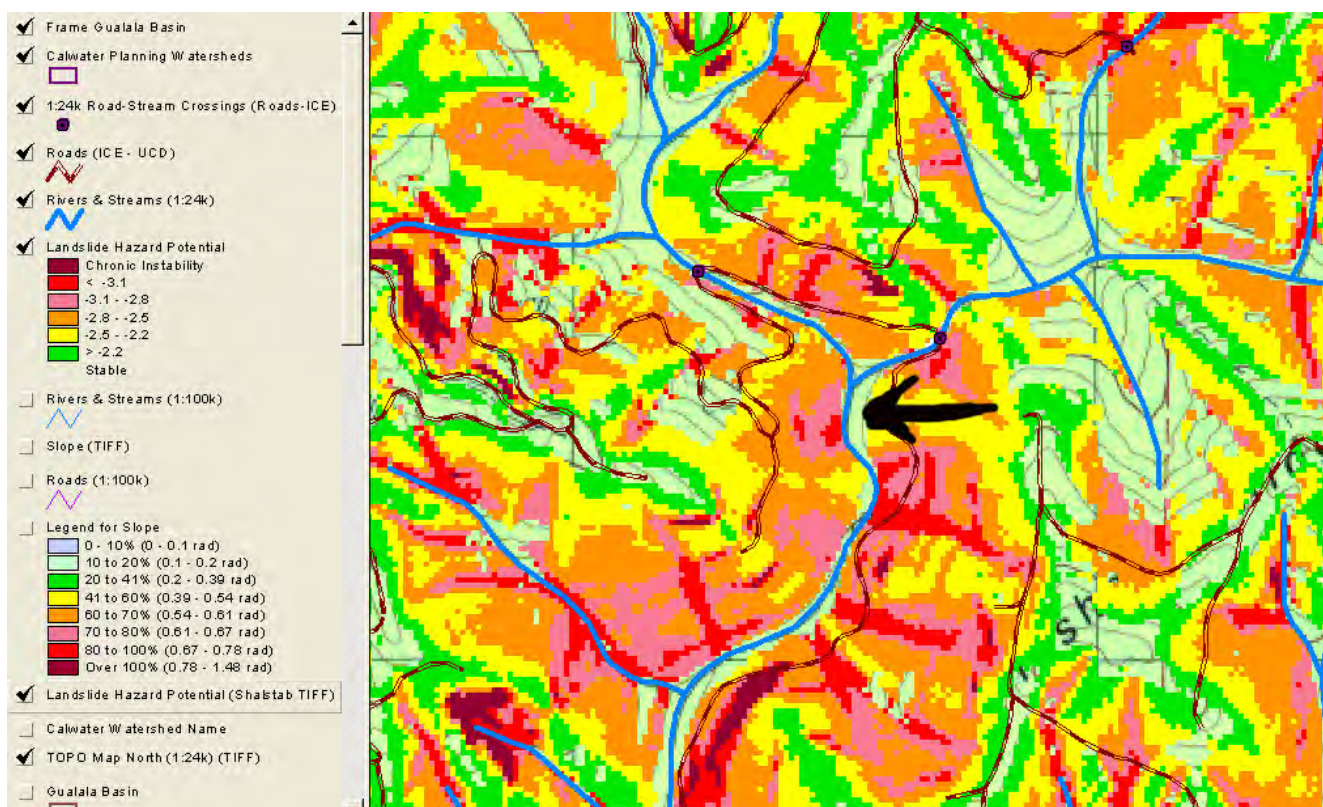 Frame Gualala Basin
Calwater Planning Watersheds
1:24k Road-Stream Crossings (Roads-ICE)
Roads (ICE - UCD)
Rivers & Streams (1:24k)
Landslide Hazard Potential
Chronic Instability
< -3.1
-3.1 - -2.8
-2.8 - -2.5
-2.5 - -2.2
> -2.2
Stable
Rivers & Streams (1:100k)
Slope (TIFF)
Roads (1:100k)
Legend for Slope
0 - 10% (0 - 0.1 rad)
10 to 20% (0.1 - 0.2 rad)
20 to 41% (0.2 - 0.39 rad)
41 to 60% (0.39 - 0.54 rad)
60 to 70% (0.54 - 0.61 rad)
70 to 80% (0.61 - 0.67 rad)
80 to 100% (0.67 - 0.78 rad)
Over 100% (0.78 - 1.48 rad)
Landslide Hazard Potential (Shalstab TIFF)
Calwater Watershed Name
TOPO Map North (1:24k) (TIFF)
Gualala Basin